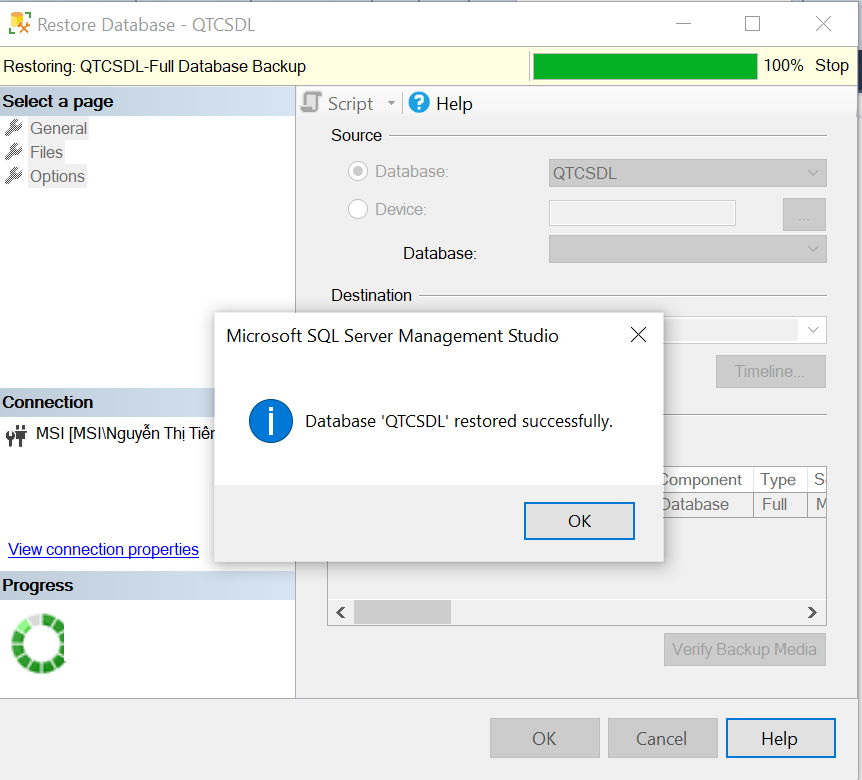 Restore Database - QTCSDL
Restoring: QTCSDL-Full Database Backup
100% Stop
Select a page
General
Files
Options
Script
Help
Source
Database:
QTCSDL
Device:
...
Database:
Destination
Timeline...
Microsoft SQL Server Management Studio
Database 'QTCSDL' restored successfully.
OK
Connection
MSI [MSI\Nguyễn Thị
View connection properties
Component Type
Database Full
Progress
Verify Backup Media
OK Cancel Help